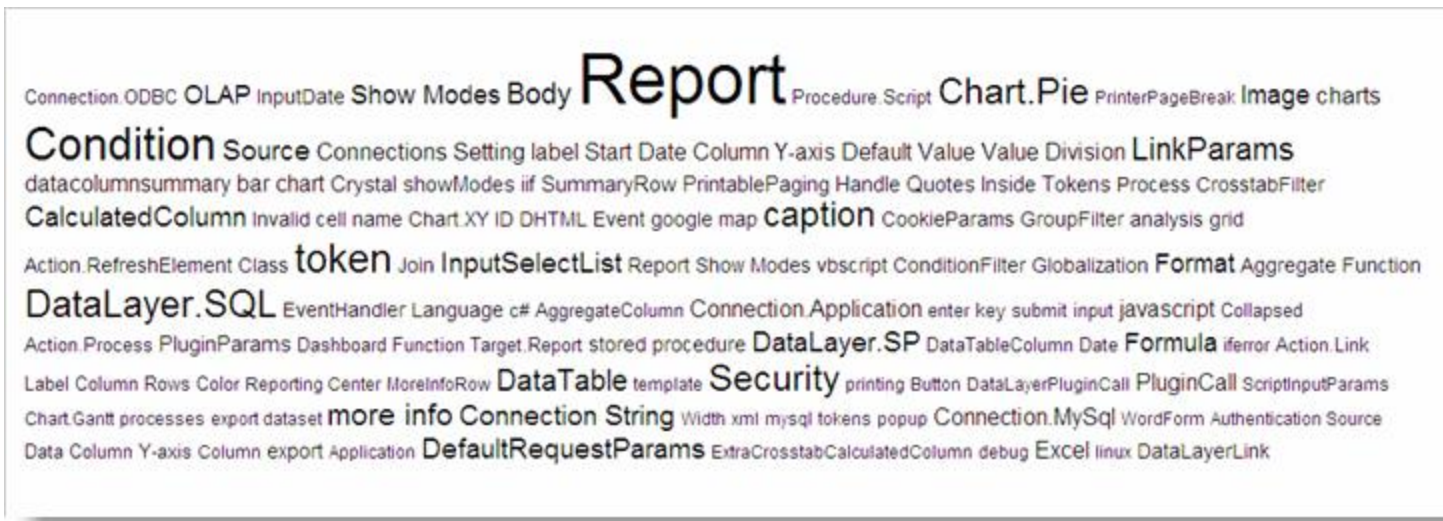 Connection.ODBC OLAP InputDate Show Modes Body Report Procedure.Script Chart.Pie PrinterPageBreak Image charts
Condition Source Connections Setting label Start Date Column Y-axis Default Value Value Division LinkParams
datacolumnsummary bar chart Crystal showModes iif SummaryRow PrintablePaging Handle Quotes Inside Tokens Process CrosstabFilter
CalculatedColumn Invalid cell name Chart.XY ID DHTML Event google map caption CookieParams GroupFilter analysis grid
Action.RefreshElement Class token Join InputSelectList Report Show Modes vbscript ConditionFilter Globalization Format Aggregate Function
DataLayer.SQL EventHandler Language c# AggregateColumn Connection.Application enter key submit input javascript Collapsed
Action.Process PluginParams Dashboard Function Target.Report stored procedure DataLayer.SP DataTableColumn Date Formula iferror Action.Link
Label Column Rows Color Reporting Center MoreInfoRow DataTable template Security printing Button DataLayerPluginCall PluginCall ScriptInputParams
Chart.Gantt processes export dataset more info Connection String Width xml mysql tokens popup Connection.MySql WordForm Authentication Source
Data Column Y-axis Column export Application DefaultRequestParams ExtraCrosstabCalculatedColumn debug Excel linux DataLayerLink